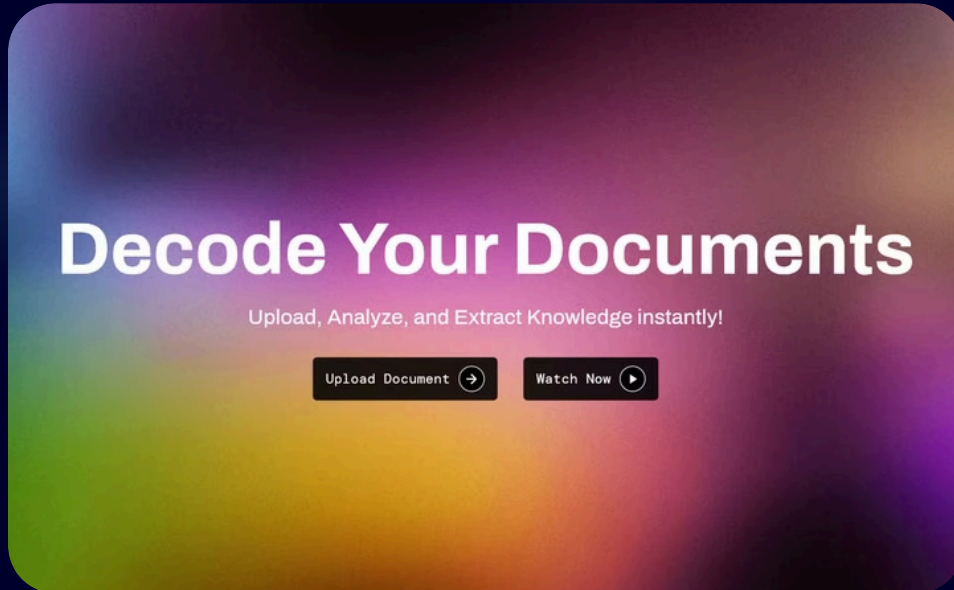 Decode Your Documents
Upload, Analyze, and Extract Knowledge instantly!
Upload Document
Watch Now